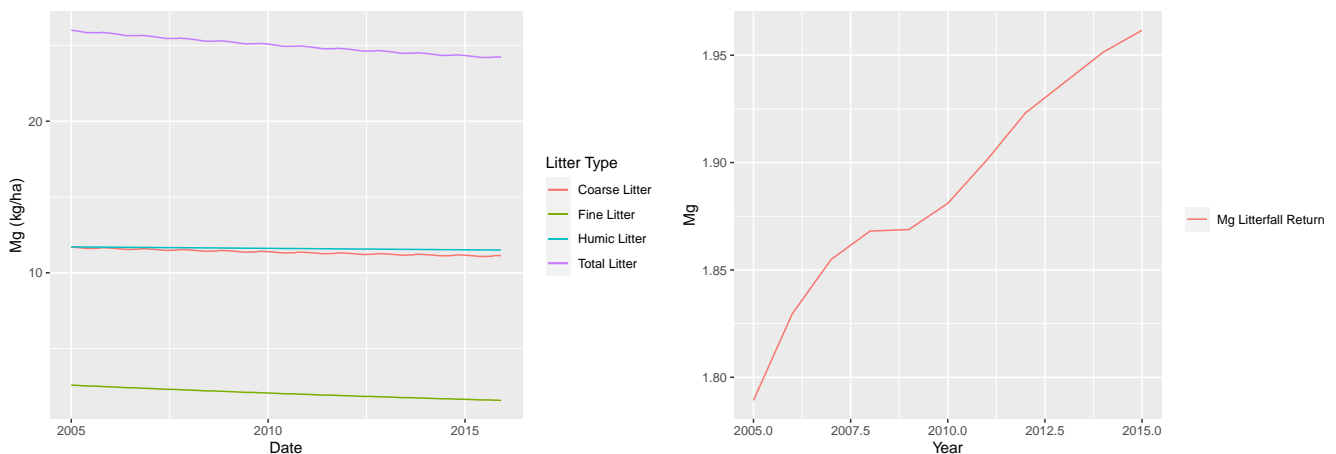 Mg (kg/ha)
20
10
2005
2010
2015
Date
Litter Type
Coarse Litter
Fine Litter
Humic Litter
Total Litter
Mg
1.95
1.90
1.85
1.80
2005.0
2007.5
2010.0
2012.5
2015.0
Year
Mg Litterfall Return